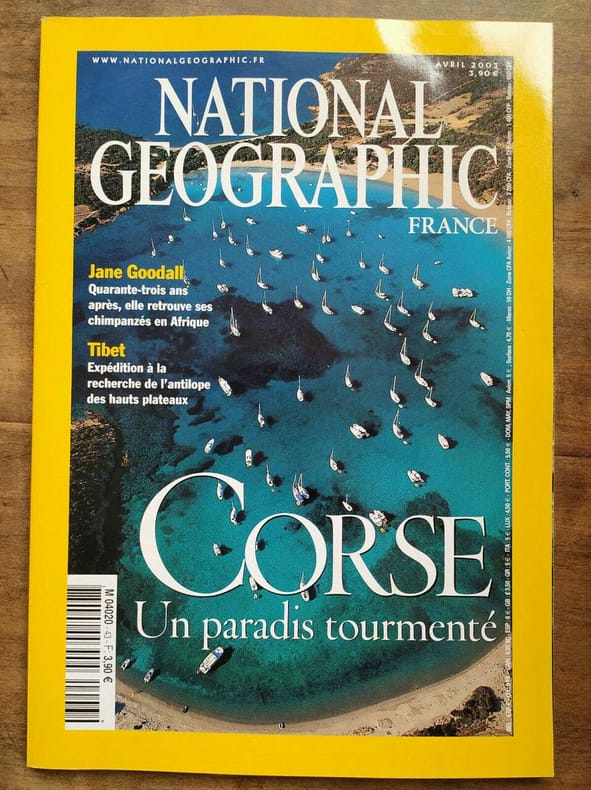 WWW.NATIONALGEOGRAPHIC.FR
AVRIL 2003
3,90 €
NATIONAL
GEOGRAPHIC
FRANCE
Jane Goodall
Quarante-trois ans
après, elle retrouve ses
chimpanzés en Afrique
Tibet
Expédition à la
recherche de l'antilope
des hauts plateaux
CORSE
Un paradis tourmenté
M 04020 - 43 - F: 3,90 €